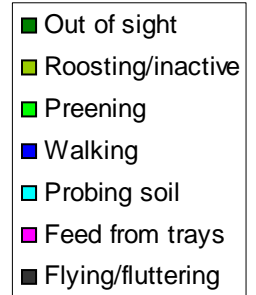 Out of sight
Roosting/inactive
Preening
Walking
Probing soil
Feed from trays
Flying/fluttering